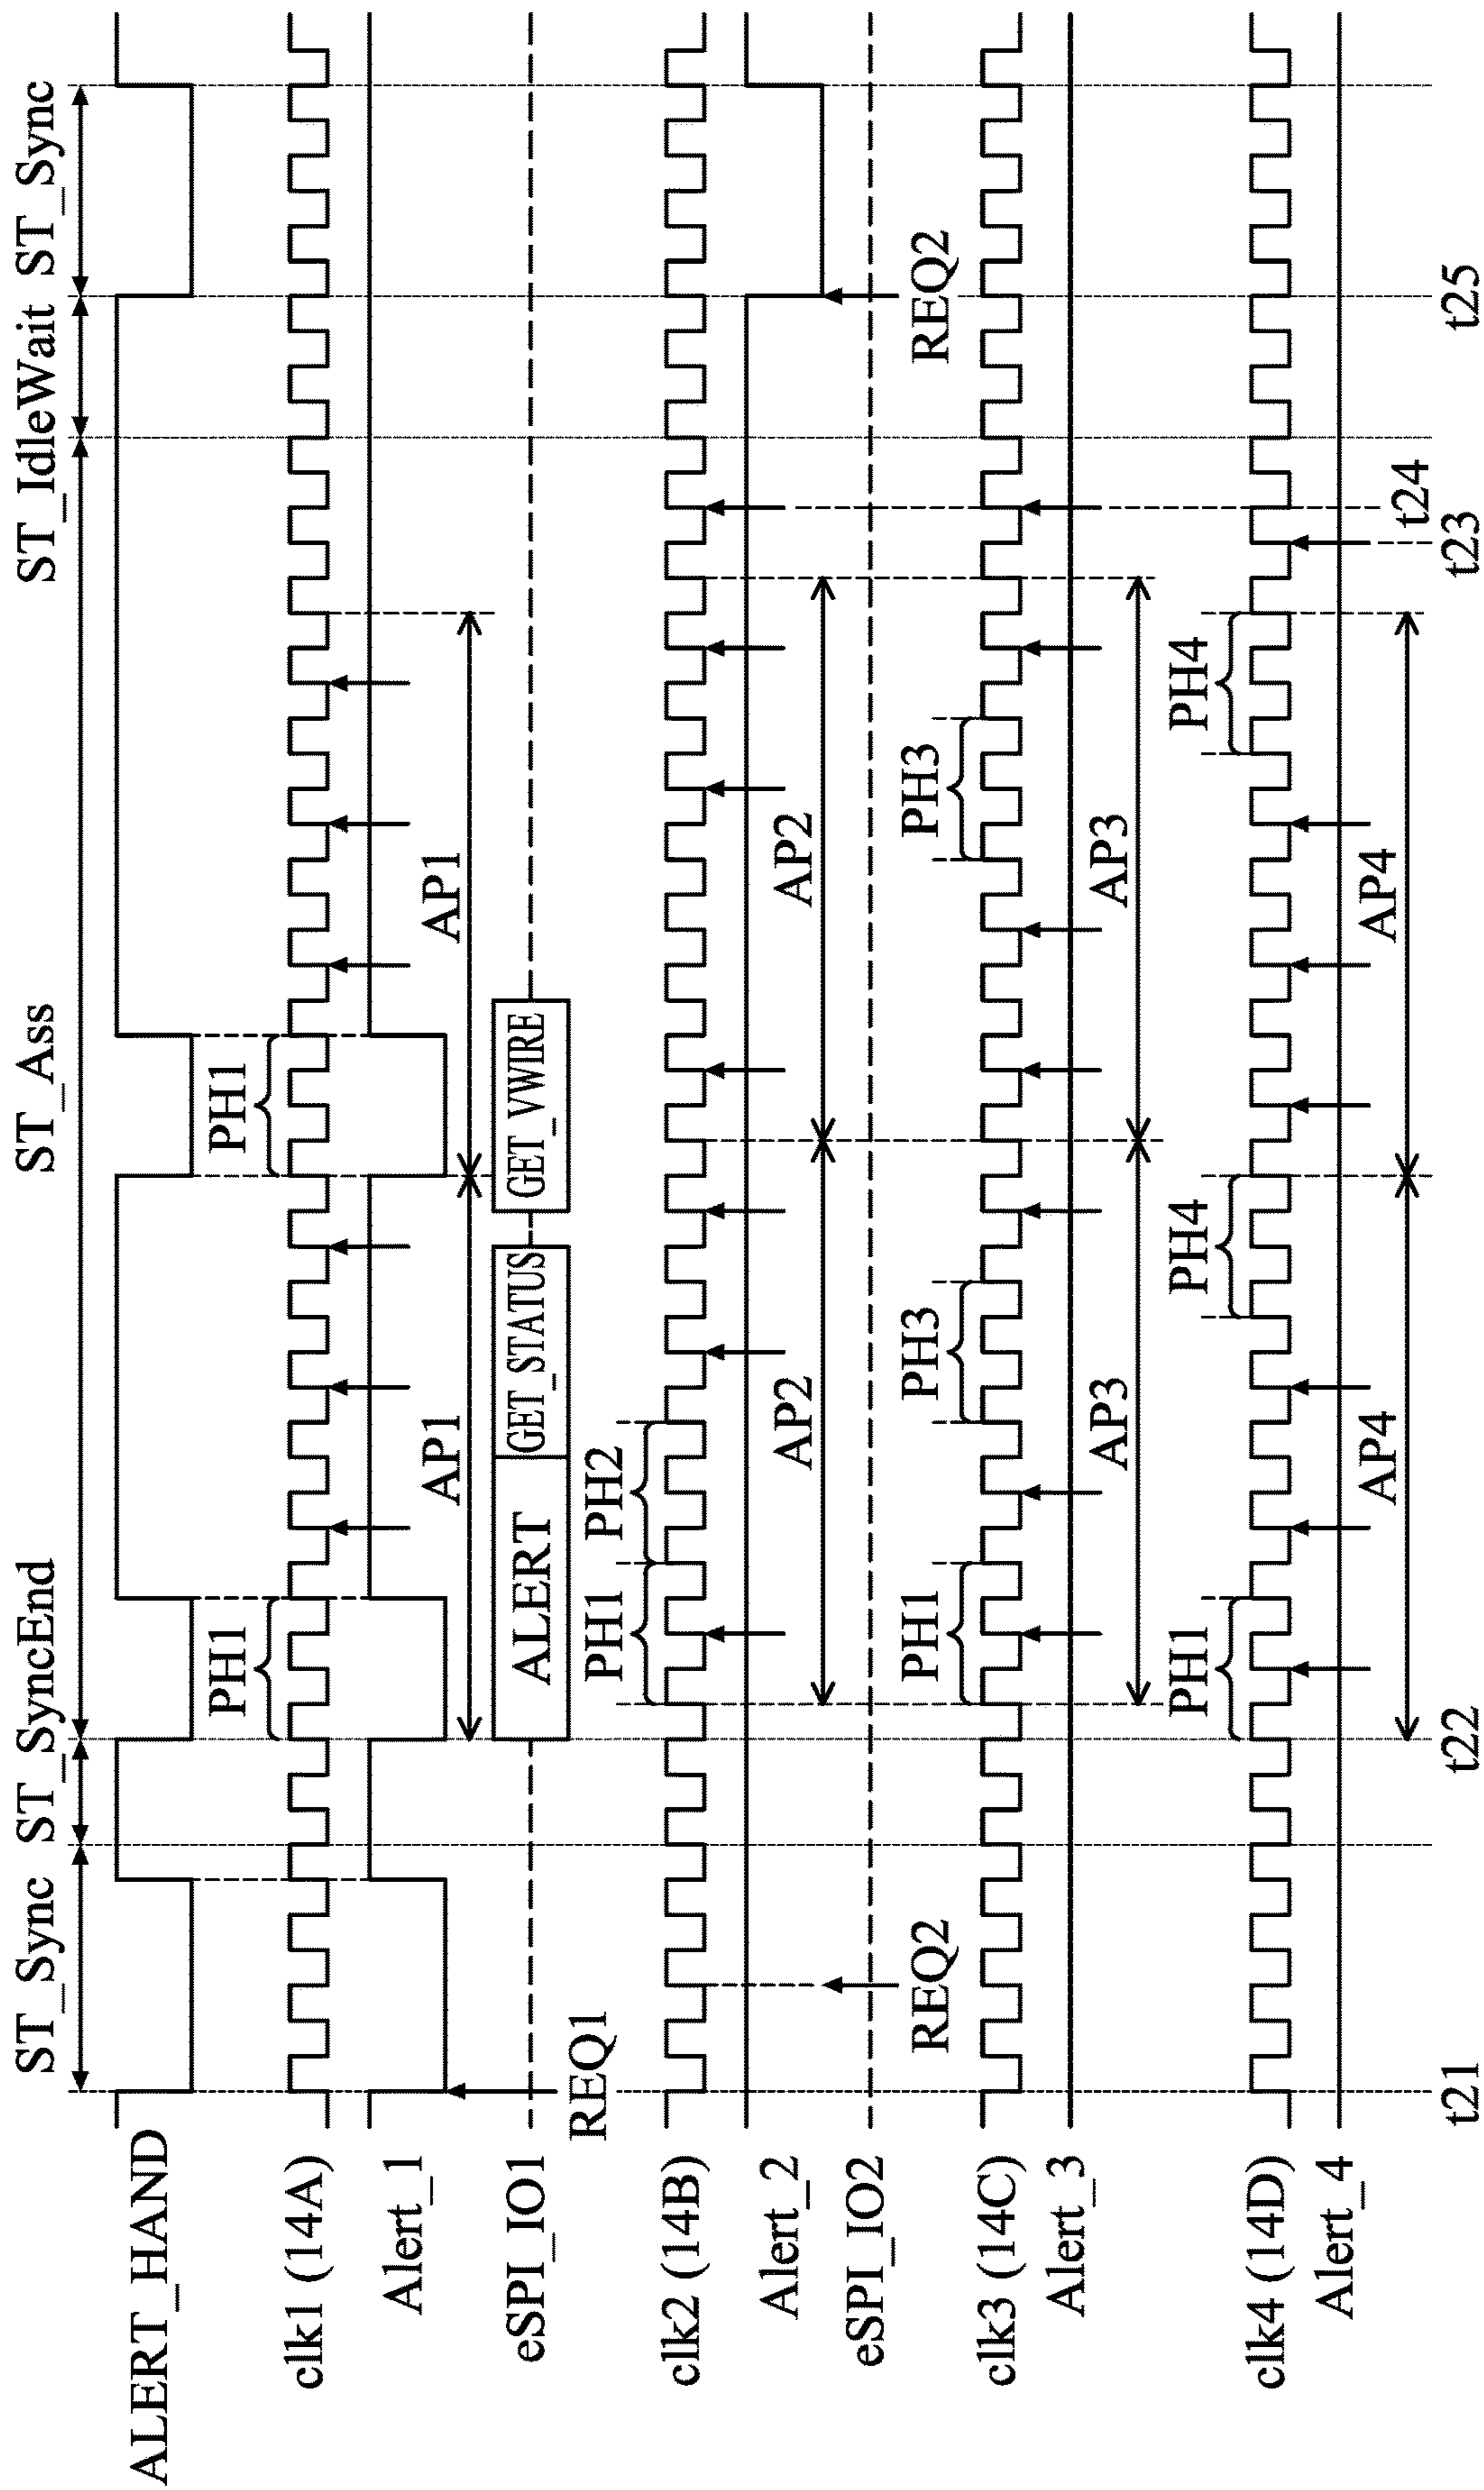 ST_Sync ST_SyncEnd ST_Ass ST_IdleWait ST_Sync
ALERT_HAND
PH1 PH1
clk1 (14A)
Alert_1
AP1 AP1
eSPI_IO1 ALERT GET_STATUS GET_VWIRE
REQ1
PH1 PH2
clk2 (14B)
Alert_2
AP2 AP2
eSPI_IO2
REQ2 REQ2
PH1 PH3 PH3
clk3 (14C)
Alert_3
AP3 AP3
PH1 PH4 PH4
clk4 (14D)
Alert_4
AP4 AP4
t24
t21 t22 t23 t25